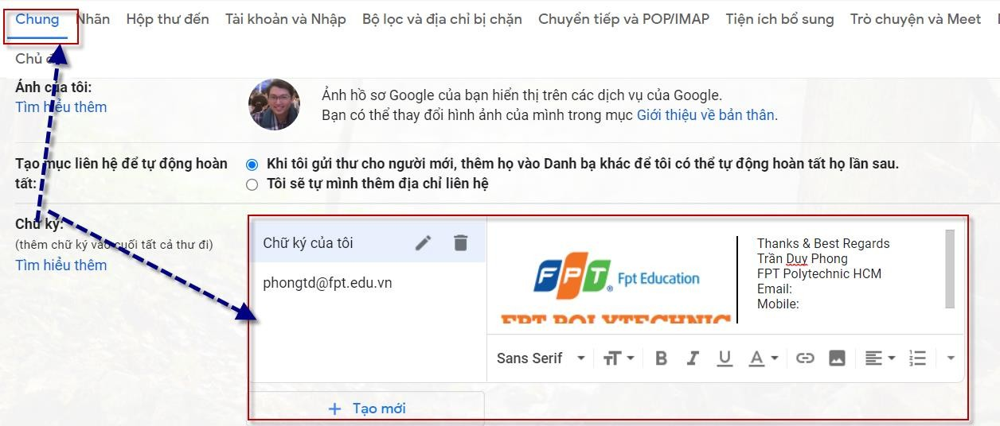 Chung Nhãn Hộp thư đến Tài khoản và Nhập Bộ lọc và địa chỉ bị chặn Chuyển tiếp và POP/IMAP Tiện ích bổ sung Trò chuyện và Meet
Chủ
Ảnh của tôi:
Tìm hiểu thêm
Ảnh hồ sơ Google của bạn hiển thị trên các dịch vụ của Google.
Bạn có thể thay đổi hình ảnh của mình trong mục Giới thiệu về bản thân.
Tạo mục liên hệ để tự động hoàn
tất:
Khi tôi gửi thư cho người mới, thêm họ vào Danh bạ khác để tôi có thể tự động hoàn tất họ lần sau.
Tôi sẽ tự mình thêm địa chỉ liên hệ
Chữ ký:
(thêm chữ ký vào cuối tất cả thư đi)
Tìm hiểu thêm
Chữ ký của tôi
phongtd@fpt.edu.vn
FPT Fpt Education
FPT POLYTECHNIC
Thanks & Best Regards
Trần Duy Phong
FPT Polytechnic HCM
Email:
Mobile:
Sans Serif
Tạo mới